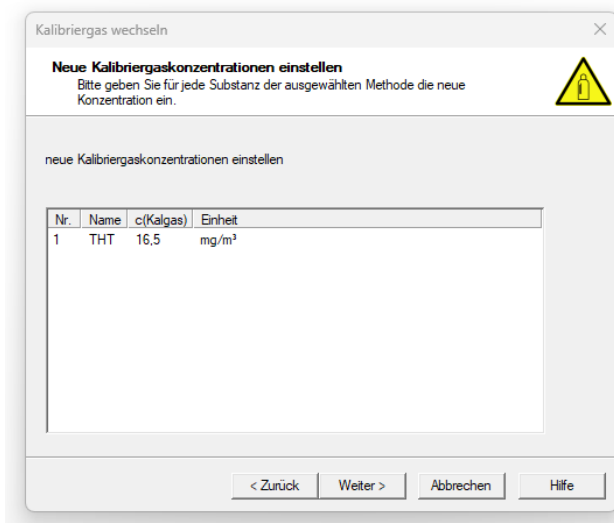 Kalibriergas wechseln
Neue Kalibriergaskonzentrationen einstellen
Bitte geben Sie für jede Substanz der ausgewählten Methode die neue
Konzentration ein.
neue Kalibriergaskonzentrationen einstellen
Nr. Name c(Kalgas) Einheit
1 THT 16,5 mg/m³
< Zurück Weiter > Abbrechen Hilfe